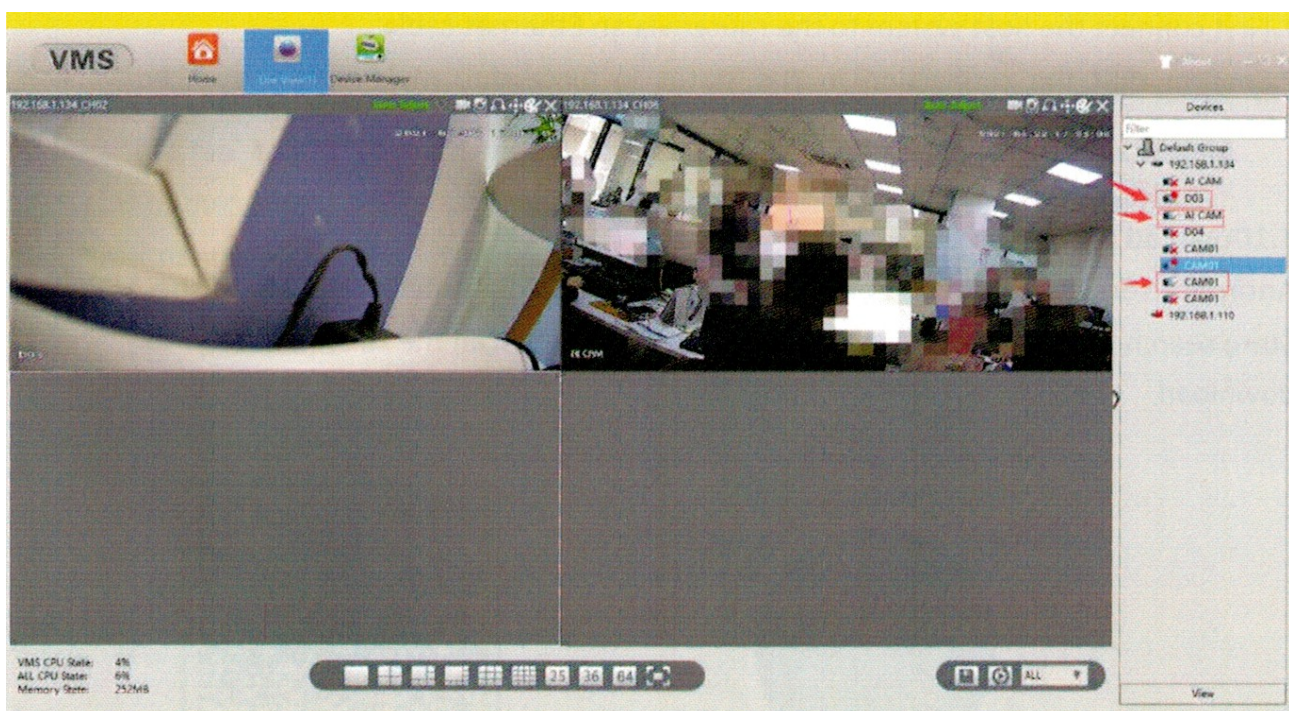 VMS
Home
Device Manager
About
192.168.1.134 CH02
192.168.1.134 CH06
Devices
Filter
Default Group
192.168.1.134
AI CAM
D03
AI CAM
D04
CAM01
CAM01
CAM01
CAM01
192.168.1.110
VMS CPU State: 4%
ALL CPU State: 6%
Memory State: 252MB
25 36 64
ALL
View